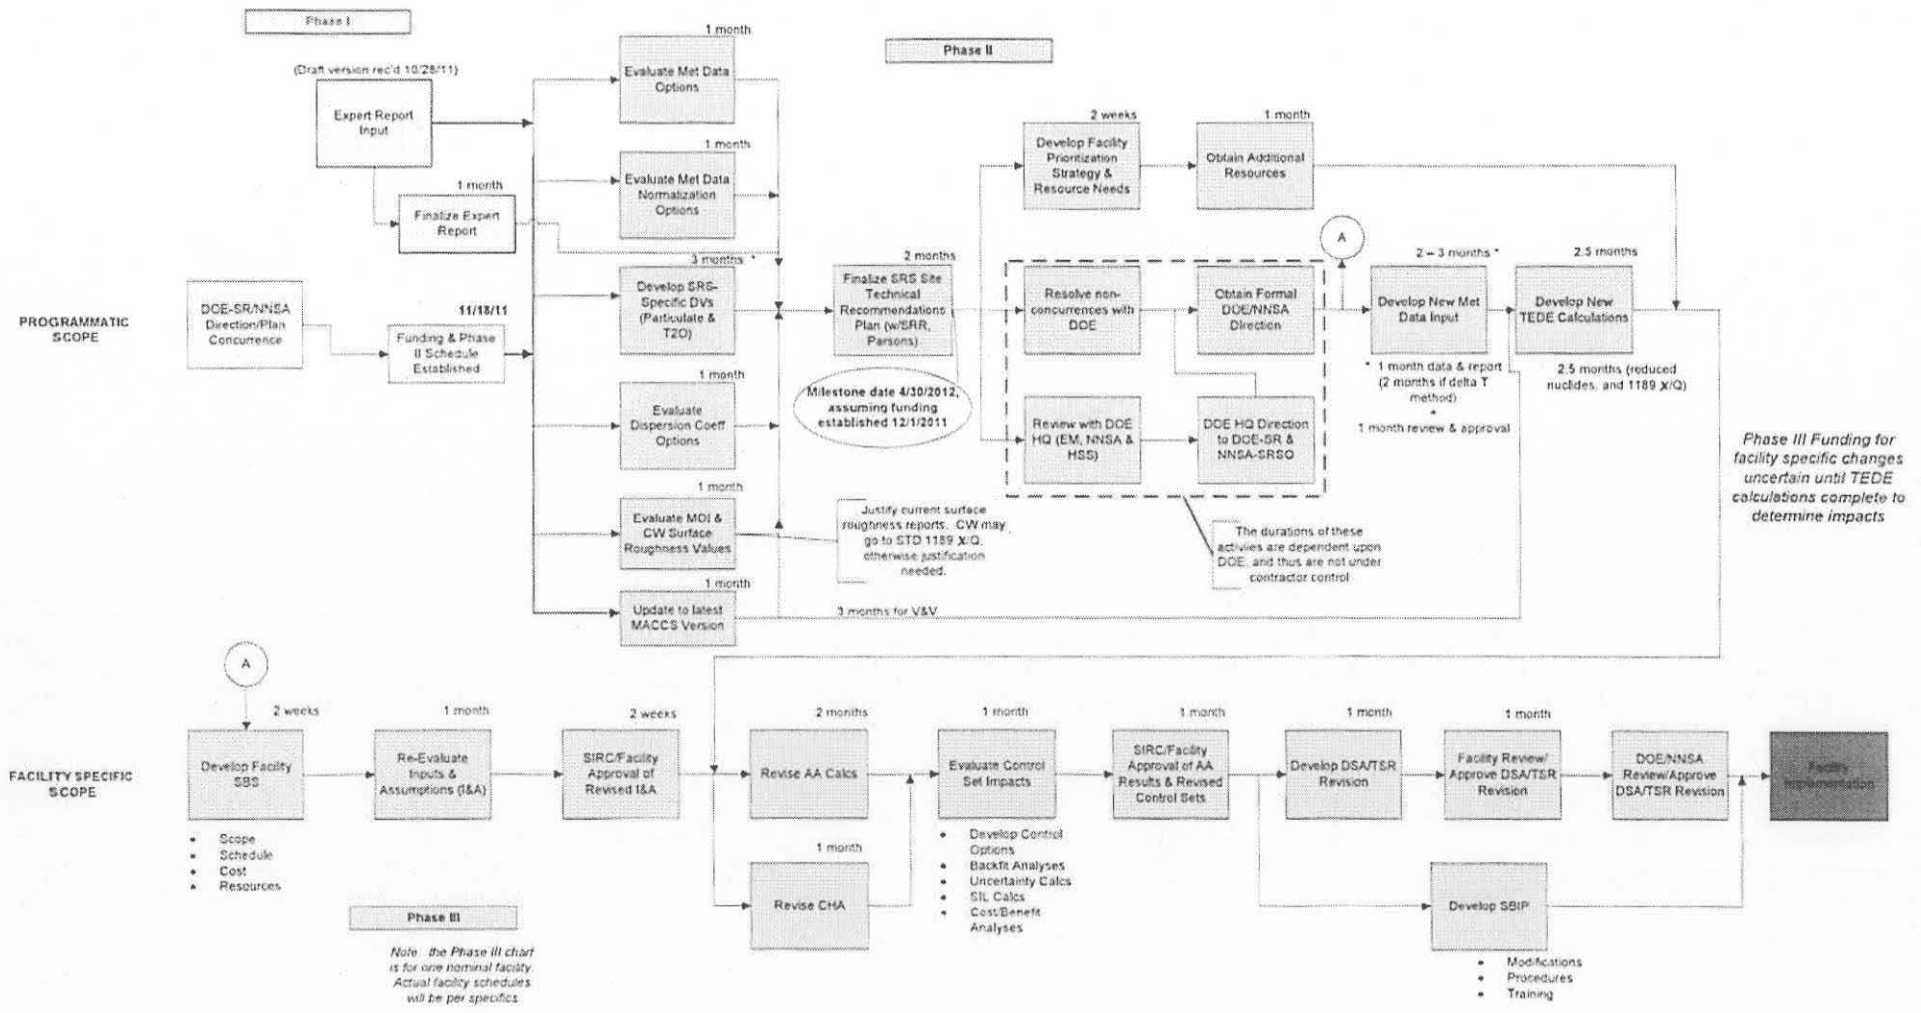 Phase I
(Draft version rec'd 10/28/11)
Expert Report
Input
1 month
Finalize Expert
Report
PROGRAMMATIC
SCOPE
DOE-SR/NNSA
Direction/Plan
Concurrence
11/18/11
Funding & Phase
II Schedule
Established
1 month
Evaluate Met Data
Options
1 month
Evaluate Met Data
Normalization
Options
3 months *
Develop SRS-
Specific DVs
(Particulate &
T2O)
1 month
Evaluate
Dispersion Coeff
Options
1 month
Evaluate MOI &
CW Surface
Roughness Values
1 month
Update to latest
MACCS Version
3 months for V&V
Justify current surface
roughness reports. CW may
go to STD 1189 χ/Q,
otherwise justification
needed.
Phase II
2 months
Finalize SRS Site
Technical
Recommendations
Plan (w/SRR,
Parsons)
Milestone date 4/30/2012,
assuming funding
established 12/1/2011
2 weeks
Develop Facility
Prioritization
Strategy &
Resource Needs
1 month
Obtain Additional
Resources
Resolve non-
concurrences with
DOE
Obtain Formal
DOE/NNSA
Direction
Review with DOE
HQ (EM, NNSA &
HSS)
DOE HQ Direction
to DOE-SR &
NNSA-SRSO
The durations of these
activiies are dependent upon
DOE, and thus are not under
contractor control
A
2 – 3 months *
Develop New Met
Data Input
* 1 month data & report
(2 months if delta T
method)
*
1 month review & approval
2.5 months
Develop New
TEDE Calculations
2.5 months (reduced
nuclides, and 1189 χ/Q)
Phase III Funding for
facility specific changes
uncertain until TEDE
calculations complete to
determine impacts
A
FACILITY SPECIFIC
SCOPE
2 weeks
Develop Facility
SBS
• Scope
• Schedule
• Cost
• Resources
1 month
Re-Evaluate
Inputs &
Assumptions (I&A)
2 weeks
SIRC/Facility
Approval of
Revised I&A
2 months
Revise AA Calcs
1 month
Revise CHA
1 month
Evaluate Control
Set Impacts
• Develop Control
Options
• Backfit Analyses
• Uncertainty Calcs
• SIL Calcs
• Cost/Benefit
Analyses
1 month
SIRC/Facility
Approval of AA
Results & Revised
Control Sets
1 month
Develop DSA/TSR
Revision
1 month
Facility Review/
Approve DSA/TSR
Revision
DOE/NNSA
Review/Approve
DSA/TSR Revision
Facility
Implementation
Develop SBIP
• Modifications
• Procedures
• Training
Phase III
Note: the Phase III chart
is for one nominal facility.
Actual facility schedules
will be per specifics